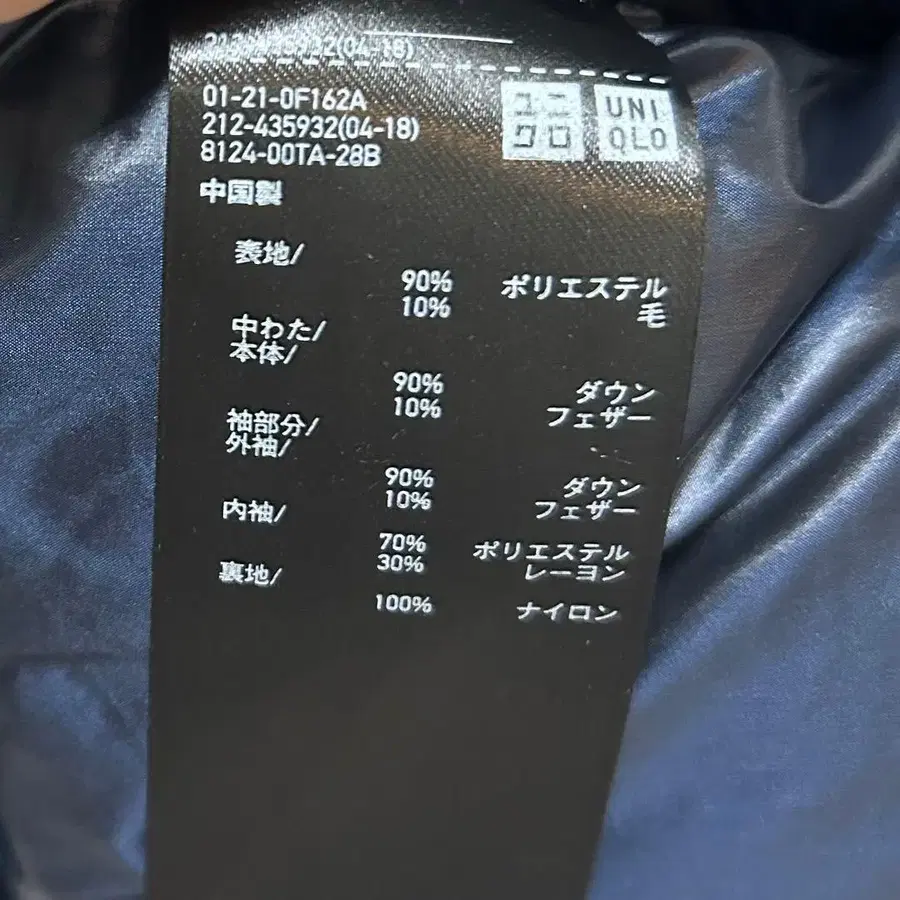 435932(04-18)
01-21-0F162A
212-435932(04-18)
8124-00TA-28B
ユニ
クロ
UNI
QLO
中国製
表地/
90% ポリエステル
10% 毛
中わた/
本体/
90% ダウン
10% フェザー
袖部分/
外袖/
90% ダウン
10% フェザー
内袖/
70% ポリエステル
30% レーヨン
裏地/
100% ナイロン